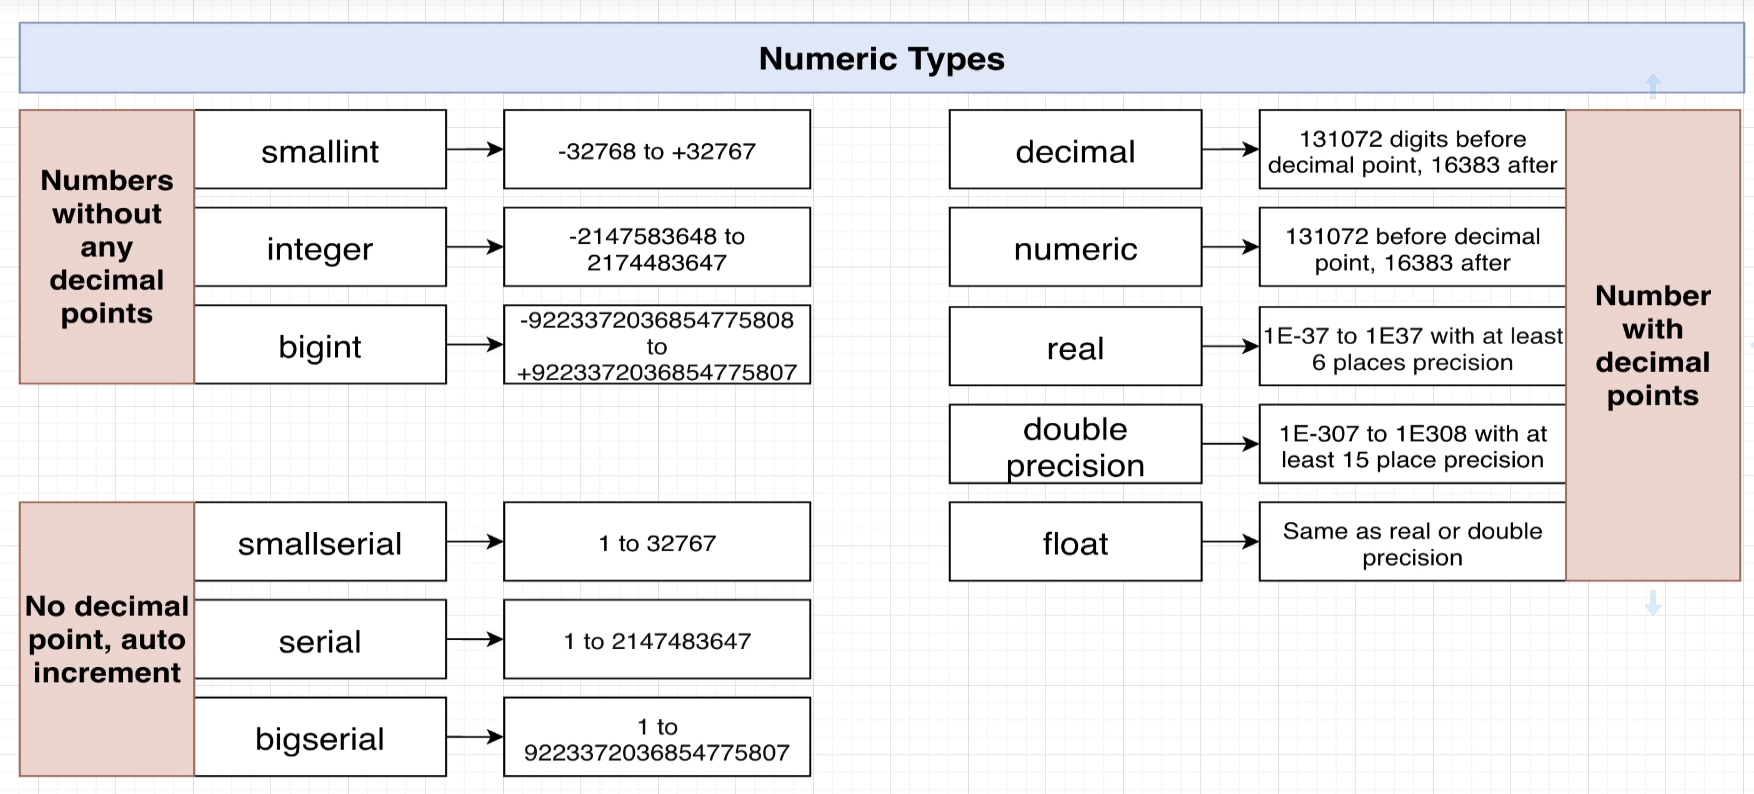 Numeric Types
Numbers
without
any
decimal
points
smallint
-32768 to +32767
integer
-2147583648 to
2174483647
bigint
-9223372036854775808
to
+9223372036854775807
No decimal
point, auto
increment
smallserial
1 to 32767
serial
1 to 2147483647
bigserial
1 to
9223372036854775807
decimal
131072 digits before
decimal point, 16383 after
numeric
131072 before decimal
point, 16383 after
real
1E-37 to 1E37 with at least
6 places precision
double
precision
1E-307 to 1E308 with at
least 15 place precision
float
Same as real or double
precision
Number
with
decimal
points